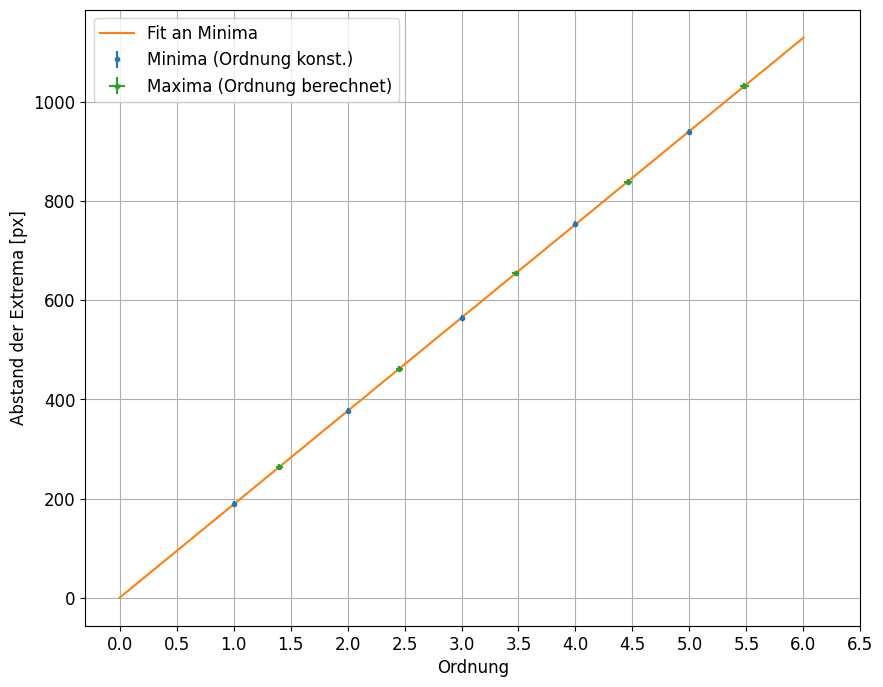 Fit an Minima
Minima (Ordnung konst.)
Maxima (Ordnung berechnet)
Abstand der Extrema [px]
1000
800
600
400
200
0
0.0 0.5 1.0 1.5 2.0 2.5 3.0 3.5 4.0 4.5 5.0 5.5 6.0 6.5
Ordnung